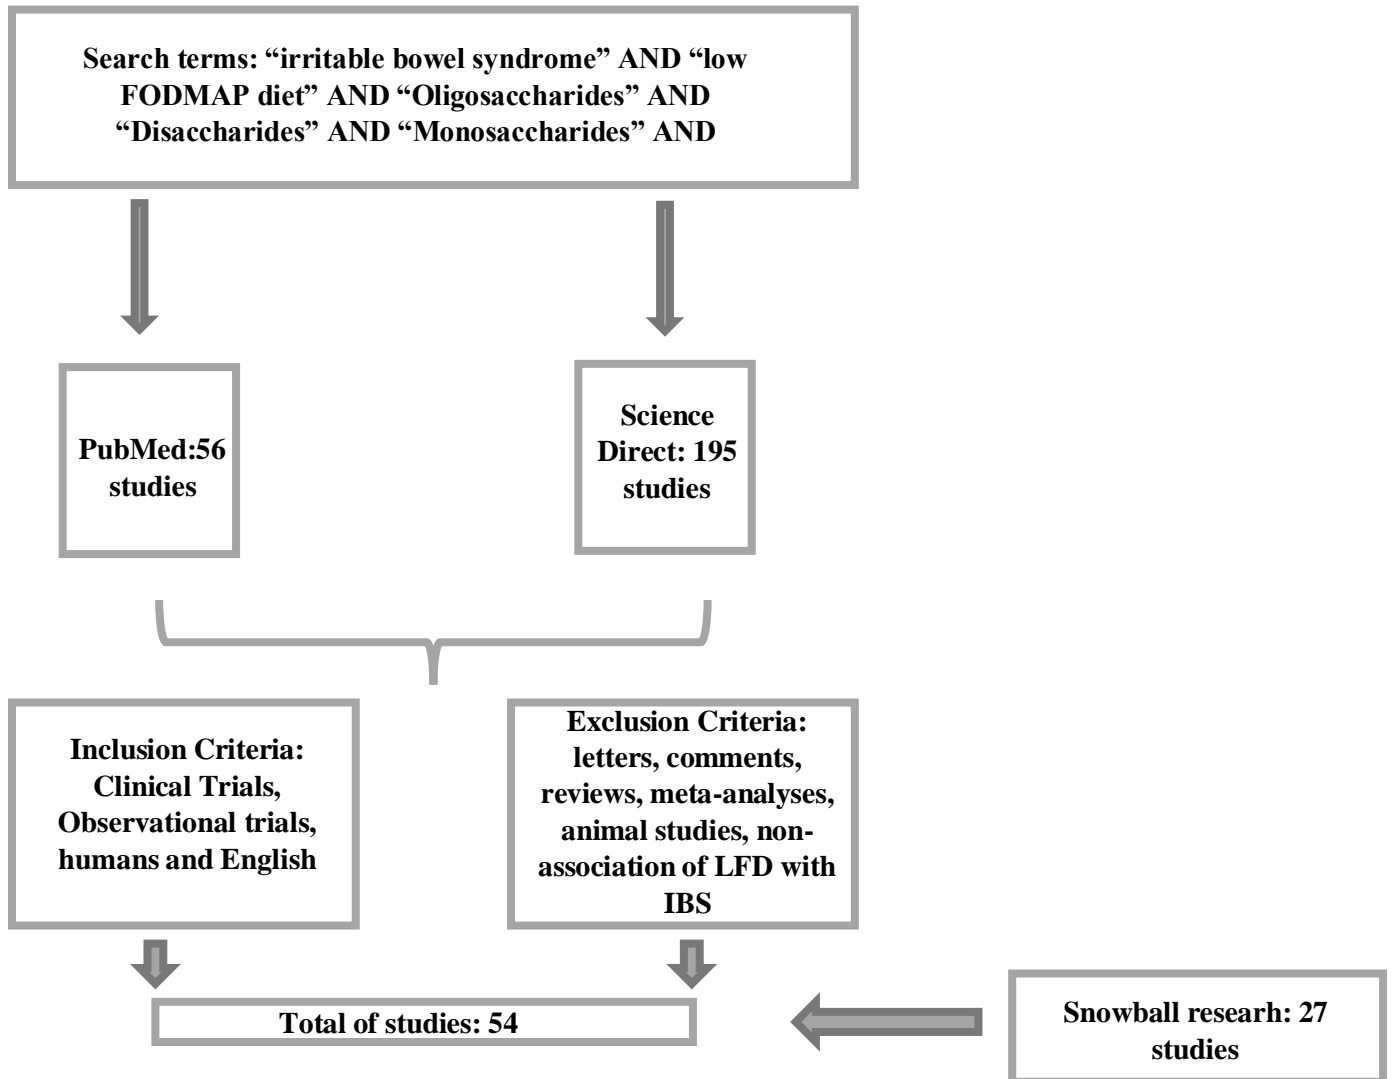 Search terms: “irritable bowel syndrome” AND “low
FODMAP diet” AND “Oligosaccharides” AND
“Disaccharides” AND “Monosaccharides” AND
PubMed:56
studies
Science
Direct: 195
studies
Inclusion Criteria:
Clinical Trials,
Observational trials,
humans and English
Exclusion Criteria:
letters, comments,
reviews, meta-analyses,
animal studies, non-
association of LFD with
IBS
Total of studies: 54
Snowball researh: 27
studies